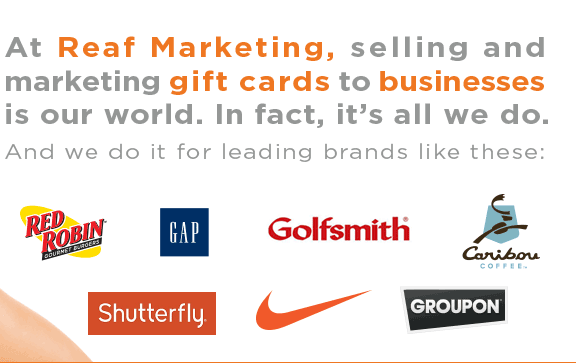 At Reaf Marketing, selling and
marketing gift cards to businesses
is our world. In fact, it's all we do.
And we do it for leading brands like these:
RED
ROBIN
GOURMET BURGERS
GAP
Golfsmith®
Caribou
COFFEE™
Shutterfly.
GROUPON